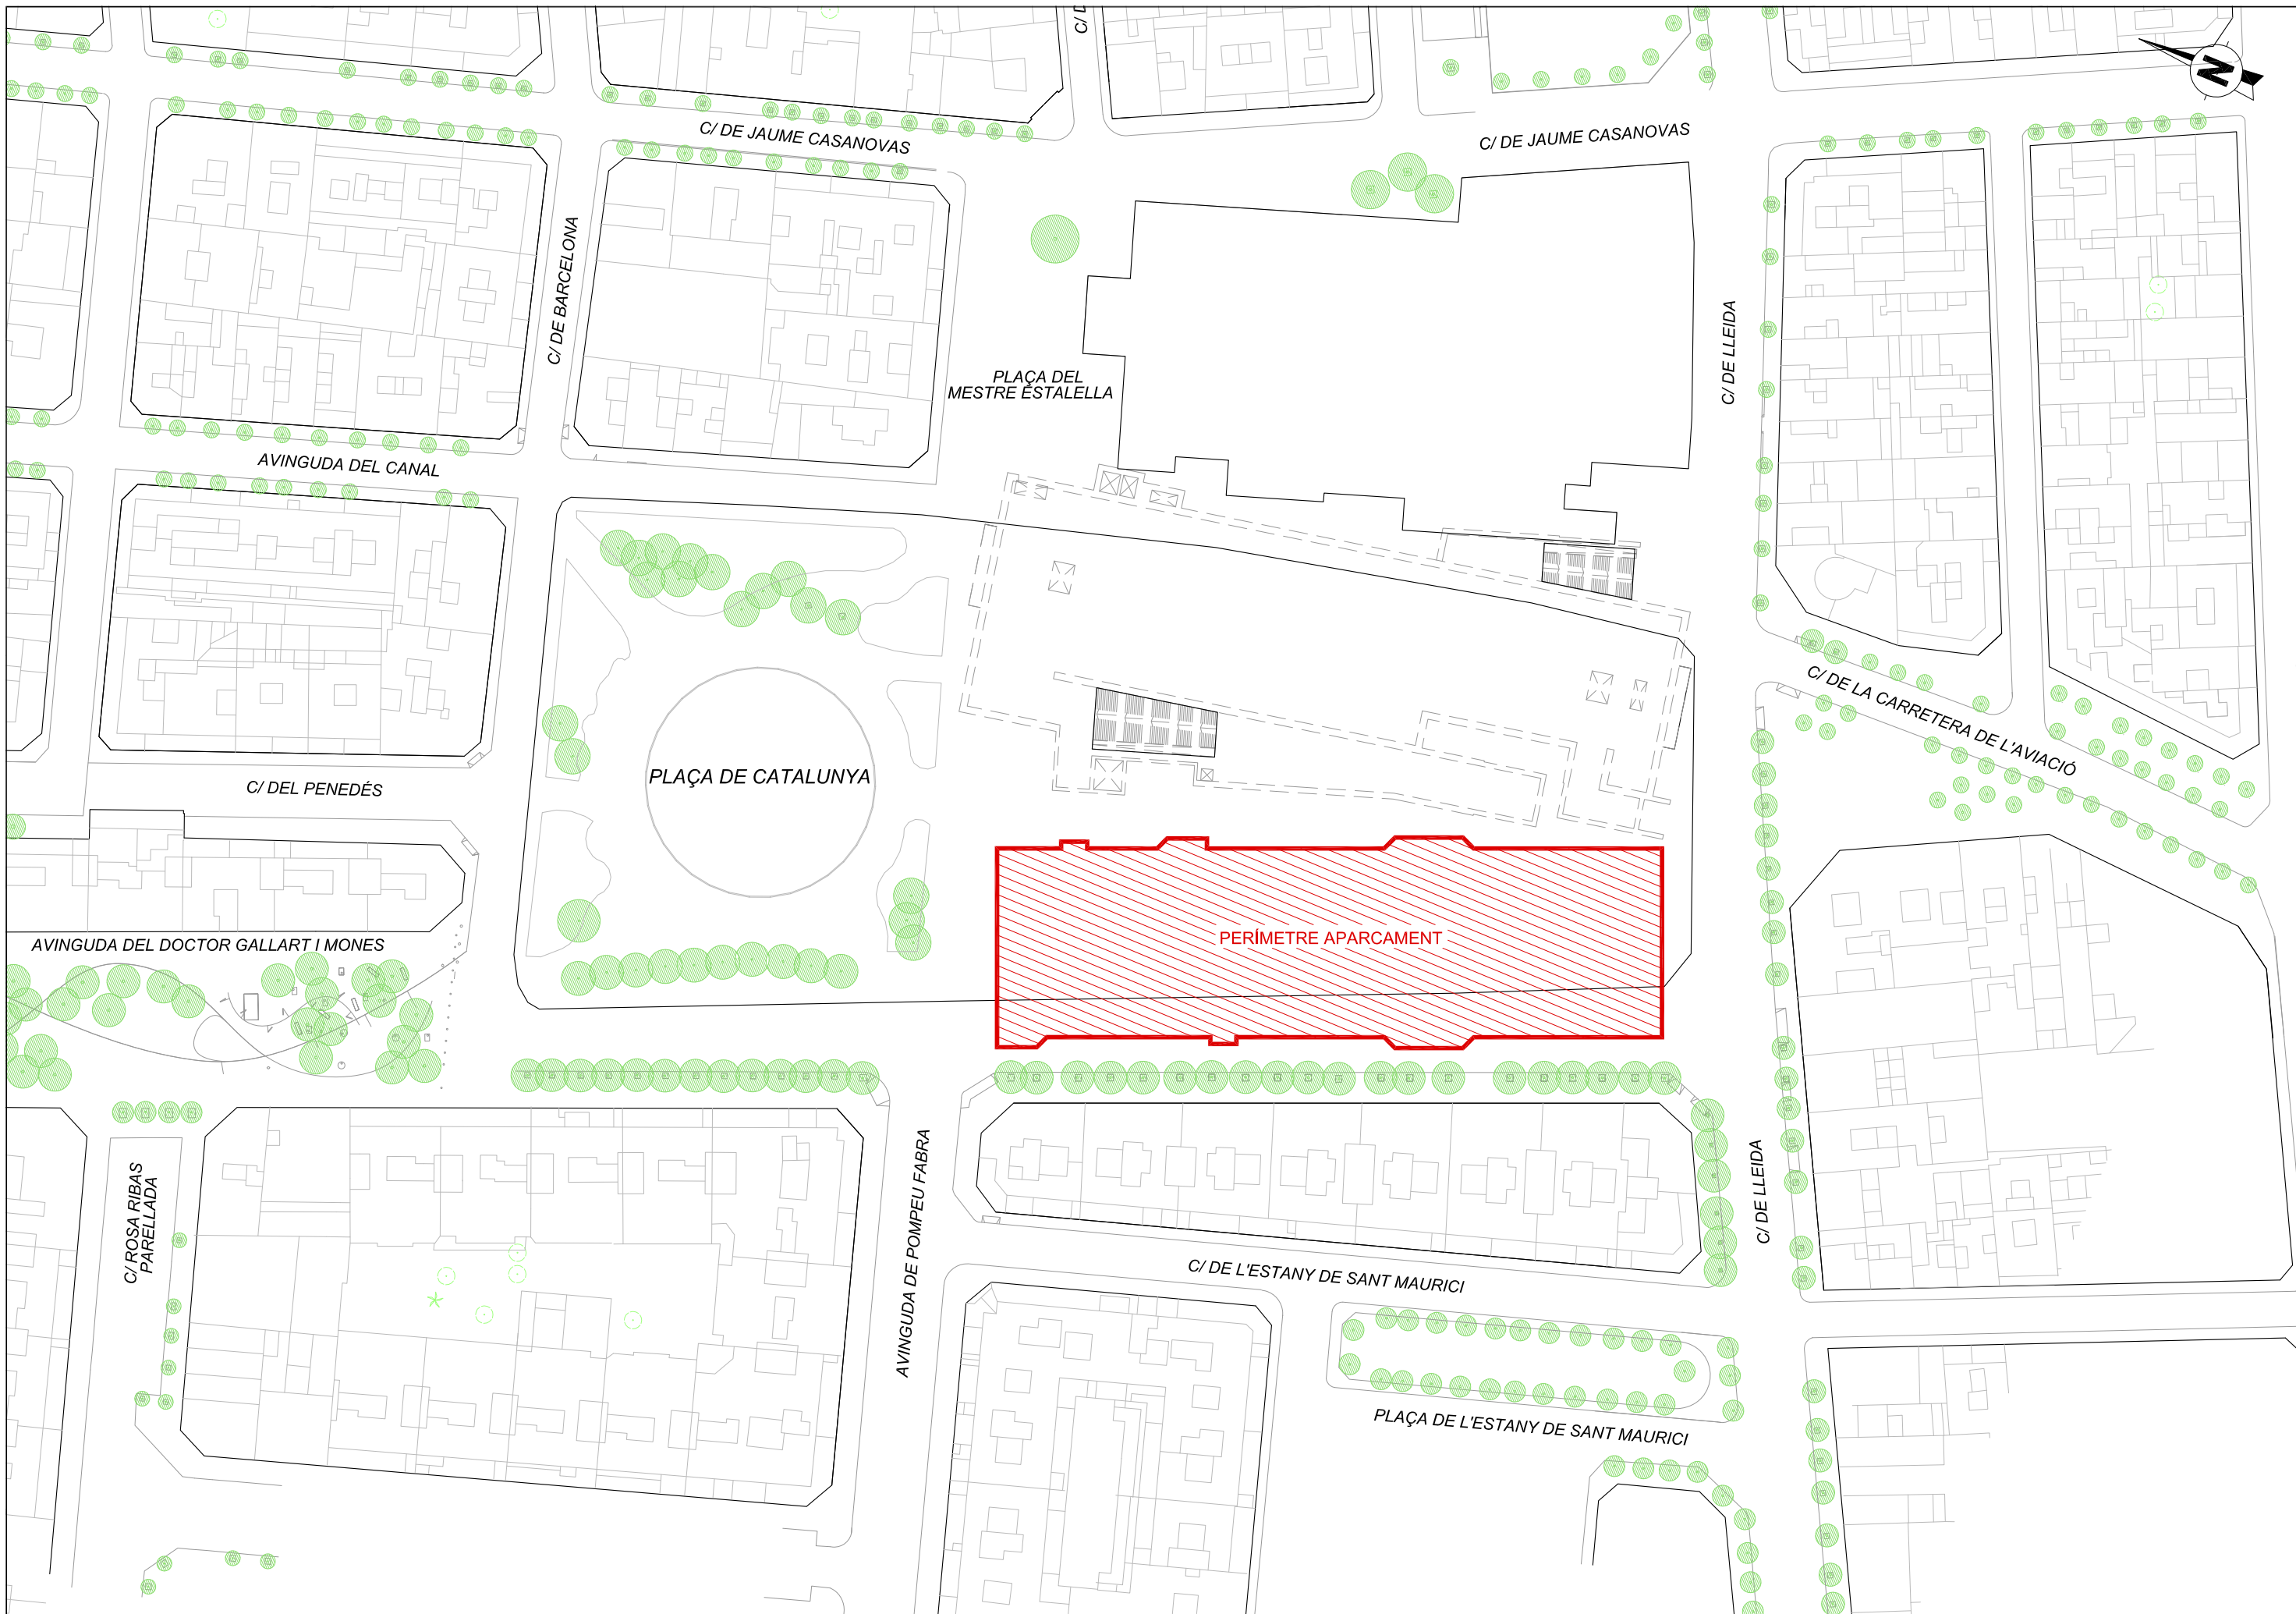 C/ D
N
C/ DE JAUME CASANOVAS
C/ DE JAUME CASANOVAS
C/ DE BARCELONA
C/ DE LLEIDA
PLAÇA DEL
MESTRE ESTALELLA
AVINGUDA DEL CANAL
C/ DE LA CARRETERA DE L'AVIACIÓ
PLAÇA DE CATALUNYA
C/ DEL PENEDÉS
PERÍMETRE APARCAMENT
AVINGUDA DEL DOCTOR GALLART I MONES
C/ ROSA RIBAS
PARELLADA
AVINGUDA DE POMPEU FABRA
C/ DE LLEIDA
C/ DE L'ESTANY DE SANT MAURICI
PLAÇA DE L'ESTANY DE SANT MAURICI